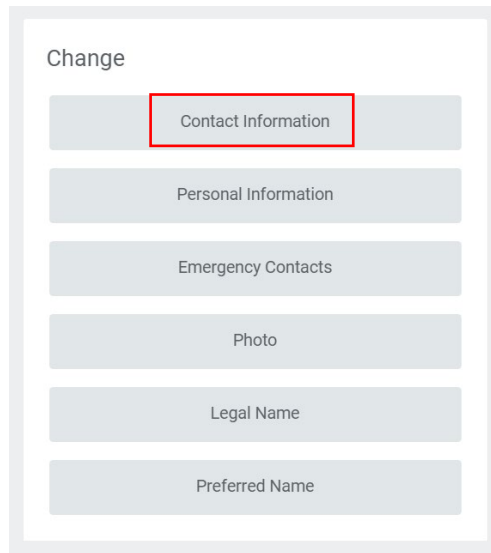 Change
Contact Information
Personal Information
Emergency Contacts
Photo
Legal Name
Preferred Name